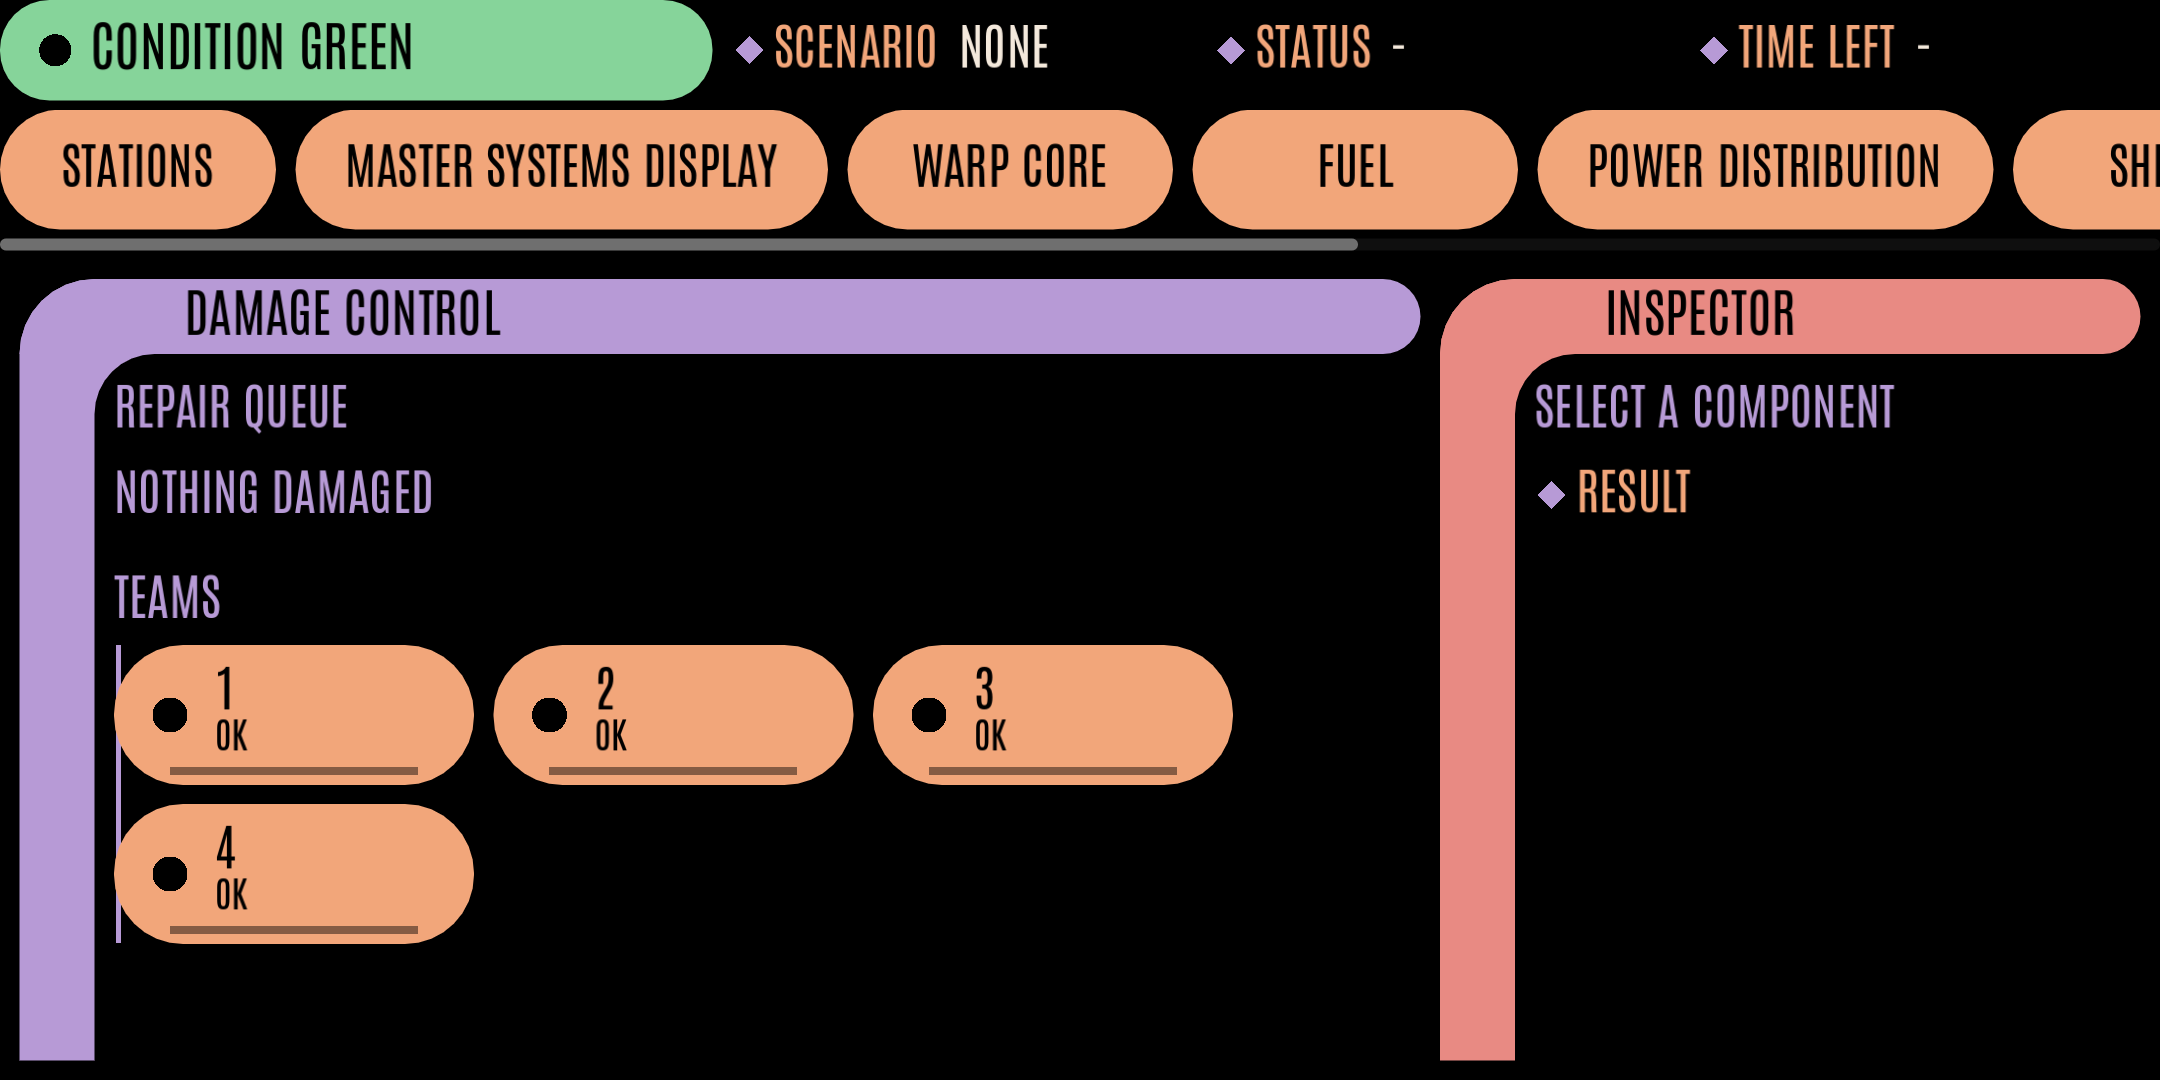 CONDITION GREEN
SCENARIO NONE
STATUS -
TIME LEFT -
STATIONS
MASTER SYSTEMS DISPLAY
WARP CORE
FUEL
POWER DISTRIBUTION
DAMAGE CONTROL
REPAIR QUEUE
NOTHING DAMAGED
TEAMS
1
OK
2
OK
3
OK
4
OK
INSPECTOR
SELECT A COMPONENT
RESULT